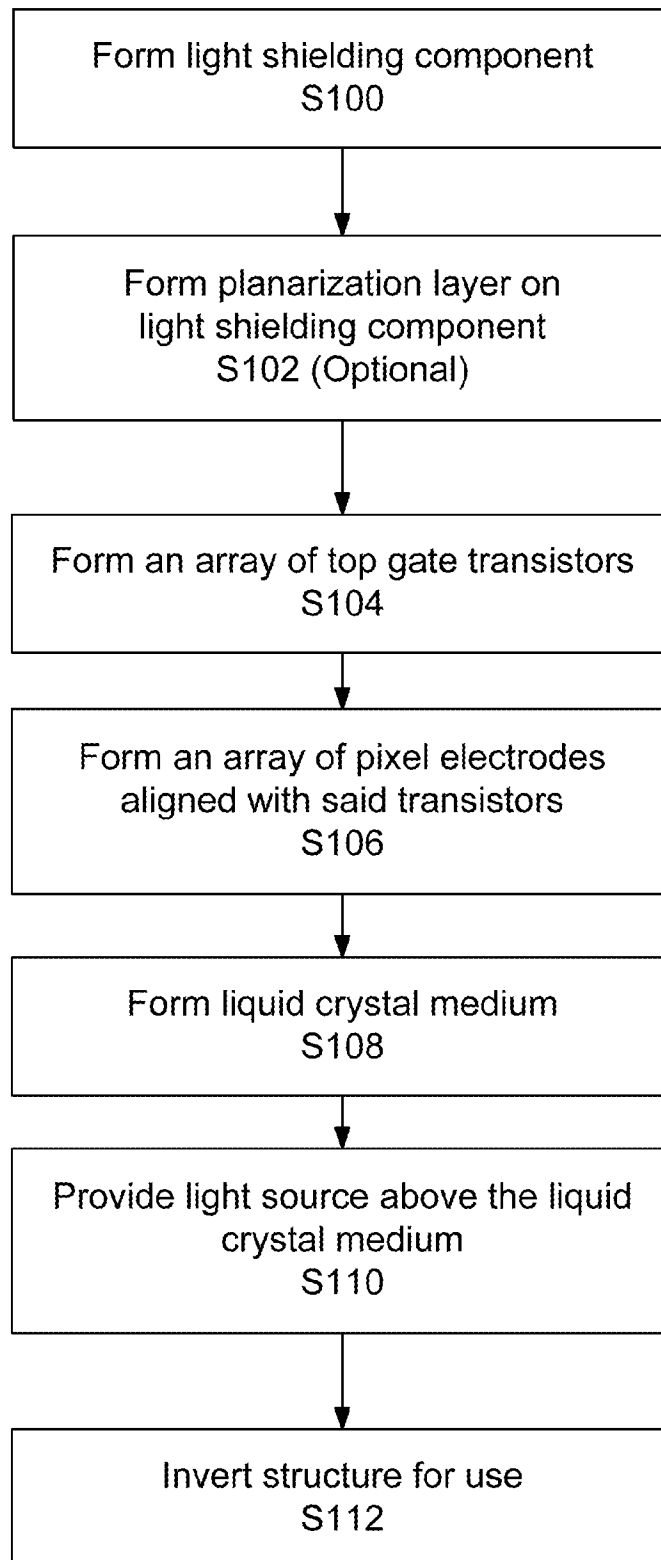 Form light shielding component
S100
Form planarization layer on
light shielding component
S102 (Optional)
Form an array of top gate transistors
S104
Form an array of pixel electrodes
aligned with said transistors
S106
Form liquid crystal medium
S108
Provide light source above the liquid
crystal medium
S110
Invert structure for use
S112